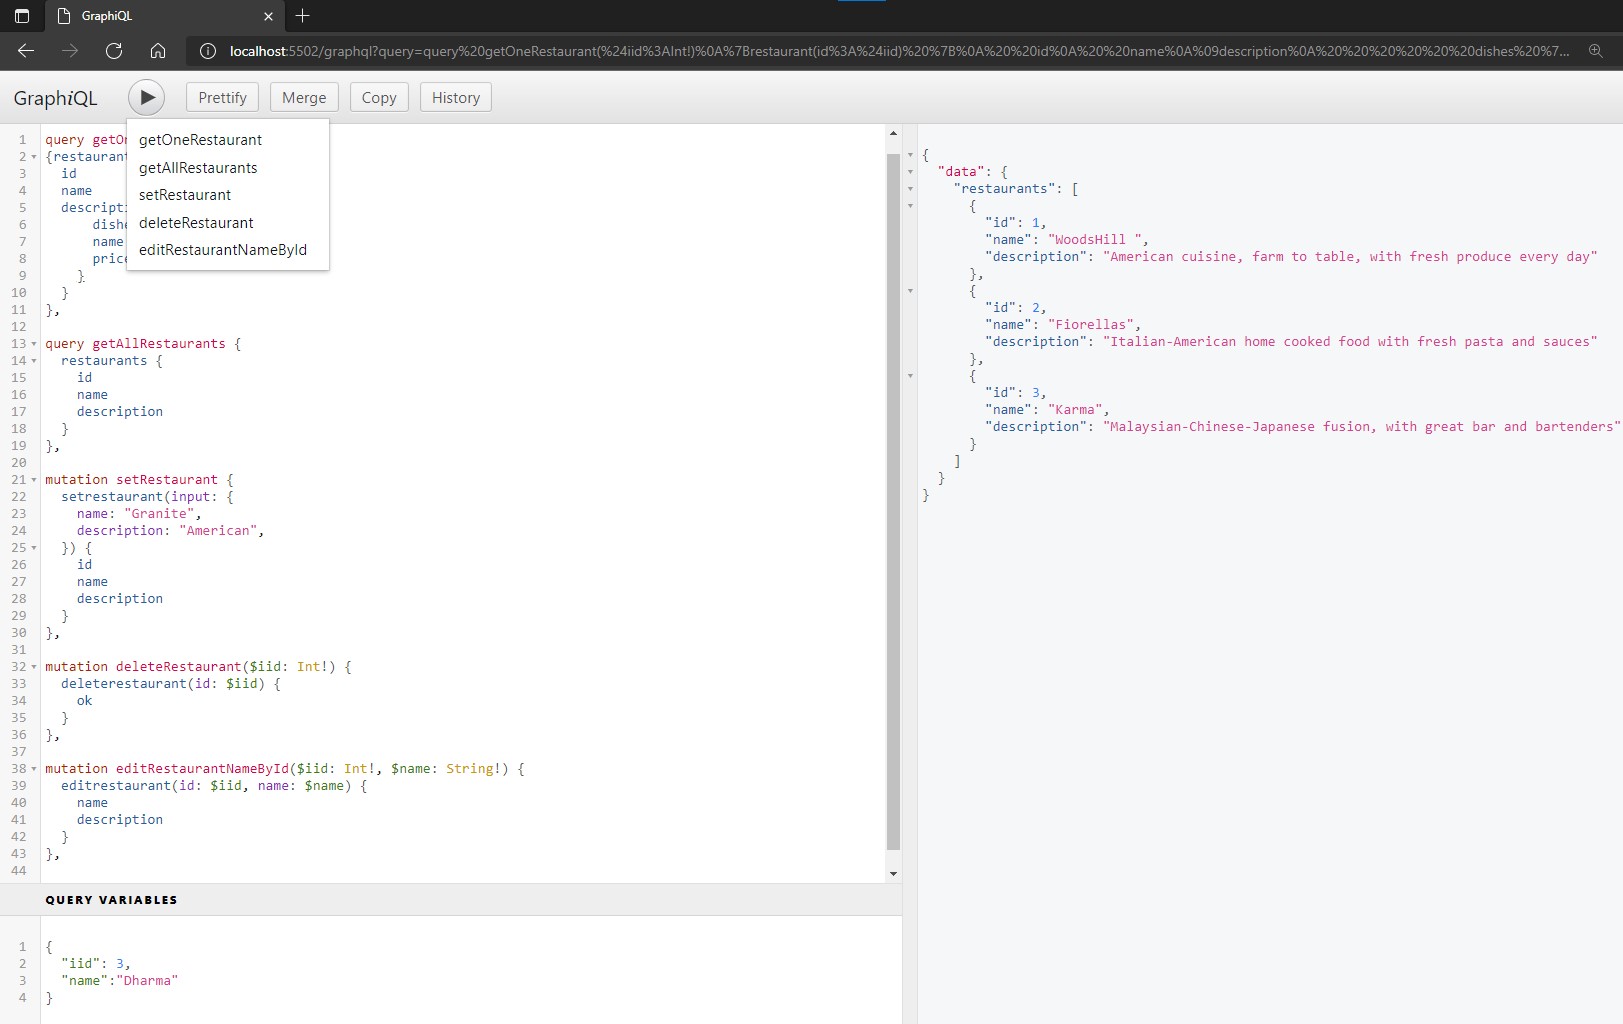 GraphiQL
localhost:5502/graphql?query=query%20getOneRestaurant(%24iid%3AInt!)%0A%7Brestaurant(id%3A%24iid)%20%7B%0A%20%20id%0A%20%20name%0A%09description%0A%20%20%20%20%20%20dishes%20%7...
GraphiQL Prettify Merge Copy History
getOneRestaurant
getAllRestaurants
setRestaurant
deleteRestaurant
editRestaurantNameById
1 query getOn
2 {restaurant
3 id
4 name
5 descripti
6 dishe
7 name
8 price
9 }
10 }
11 },
12
13 query getAllRestaurants {
14 restaurants {
15 id
16 name
17 description
18 }
19 },
20
21 mutation setRestaurant {
22 setrestaurant(input: {
23 name: "Granite",
24 description: "American",
25 }) {
26 id
27 name
28 description
29 }
30 },
31
32 mutation deleteRestaurant($iid: Int!) {
33 deleterestaurant(id: $iid) {
34 ok
35 }
36 },
37
38 mutation editRestaurantNameById($iid: Int!, $name: String!) {
39 editrestaurant(id: $iid, name: $name) {
40 name
41 description
42 }
43 },
44
QUERY VARIABLES
1 {
2 "iid": 3,
3 "name":"Dharma"
4 }
{
"data": {
"restaurants": [
{
"id": 1,
"name": "WoodsHill ",
"description": "American cuisine, farm to table, with fresh produce every day"
},
{
"id": 2,
"name": "Fiorellas",
"description": "Italian-American home cooked food with fresh pasta and sauces"
},
{
"id": 3,
"name": "Karma",
"description": "Malaysian-Chinese-Japanese fusion, with great bar and bartenders"
}
]
}
}